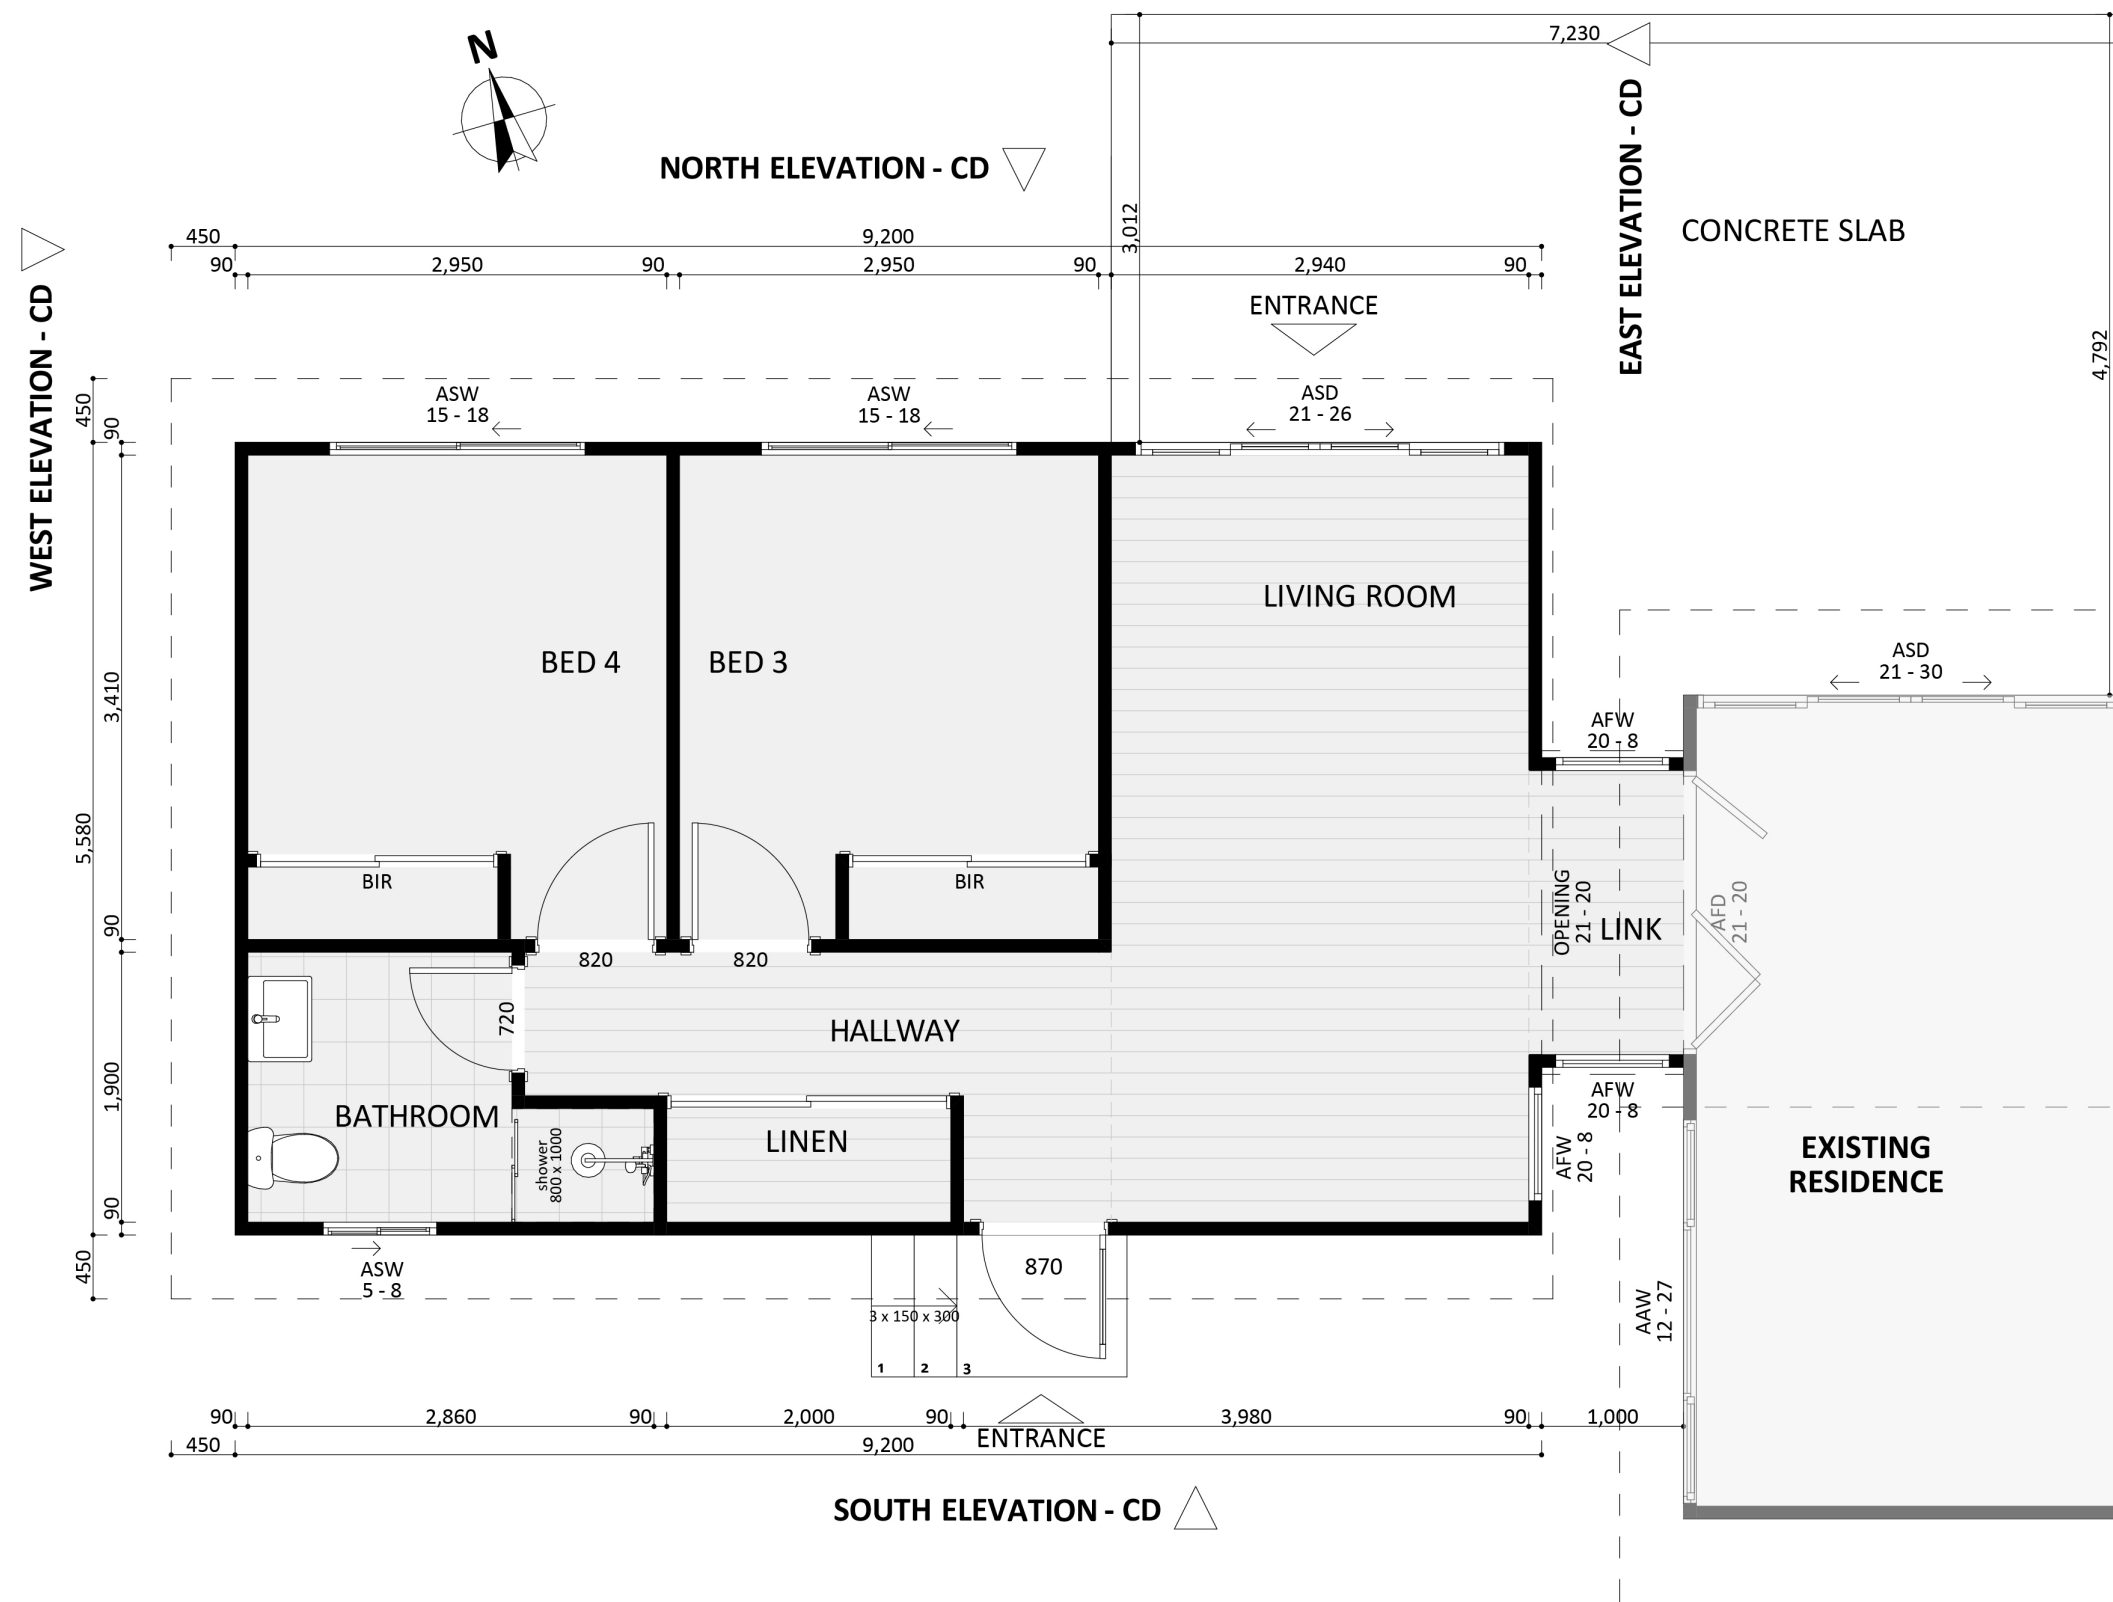 7,230
N
NORTH ELEVATION - CD
EAST ELEVATION - CD
3,012
CONCRETE SLAB
450
9,200
90
2,950
90
2,950
90
2,940
90
WEST ELEVATION - CD
ENTRANCE
4,792
ASW
15 - 18
ASW
15 - 18
ASD
21 - 26
450
90
LIVING ROOM
BED 4
BED 3
ASD
21 - 30
3,410
AFW
20 - 8
5,580
BIR
BIR
OPENING
21 - 20
LINK
AFD
21 - 20
90
820
820
720
HALLWAY
1,900
BATHROOM
LINEN
shower
800 x 1000
AFW
20 - 8
AFW
20 - 8
EXISTING
RESIDENCE
90
450
ASW
5 - 8
870
3 x 150 x 300
1
2
3
AAW
12 - 27
90
2,860
90
2,000
90
3,980
90
1,000
ENTRANCE
450
9,200
SOUTH ELEVATION - CD